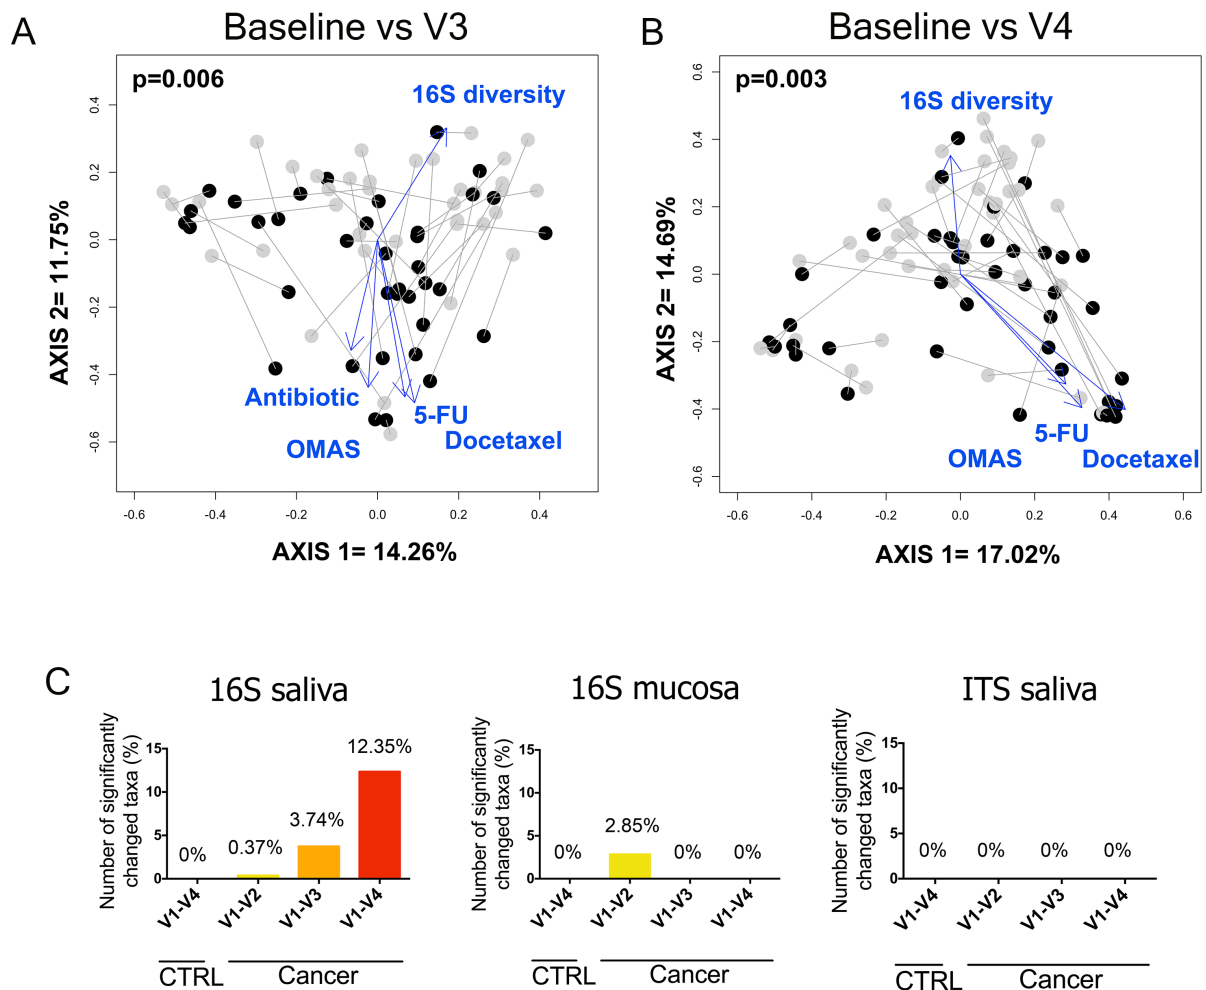 A
Baseline vs V3
p=0.006
16S diversity
Antibiotic
5-FU
OMAS
Docetaxel
AXIS 2= 11.75%
0.4
0.2
0.0
-0.2
-0.4
-0.6
-0.6 -0.4 -0.2 0.0 0.2 0.4
AXIS 1= 14.26%
B
Baseline vs V4
p=0.003
16S diversity
5-FU
OMAS
Docetaxel
AXIS 2= 14.69%
0.6
0.4
0.2
0.0
-0.2
-0.4
-0.6
-0.6 -0.4 -0.2 0.0 0.2 0.4 0.6
AXIS 1= 17.02%
C
16S saliva
Number of significantly
changed taxa (%)
15
10
5
0
0% 0.37% 3.74% 12.35%
V1-V4 V1-V2 V1-V3 V1-V4
CTRL Cancer
16S mucosa
Number of significantly
changed taxa (%)
15
10
5
0
0% 2.85% 0% 0%
V1-V4 V1-V2 V1-V3 V1-V4
CTRL Cancer
ITS saliva
Number of significantly
changed taxa (%)
15
10
5
0
0% 0% 0% 0%
V1-V4 V1-V2 V1-V3 V1-V4
CTRL Cancer